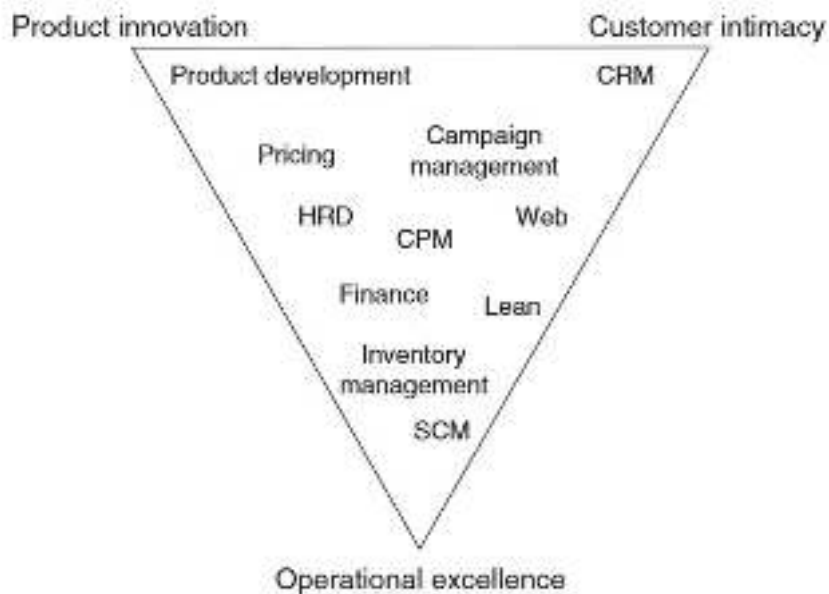 Product innovation Customer intimacy
Product development CRM
Campaign
Pricing management
HRD Web
CPM
Finance Lean
Inventory
management
SCM
Operational excellence